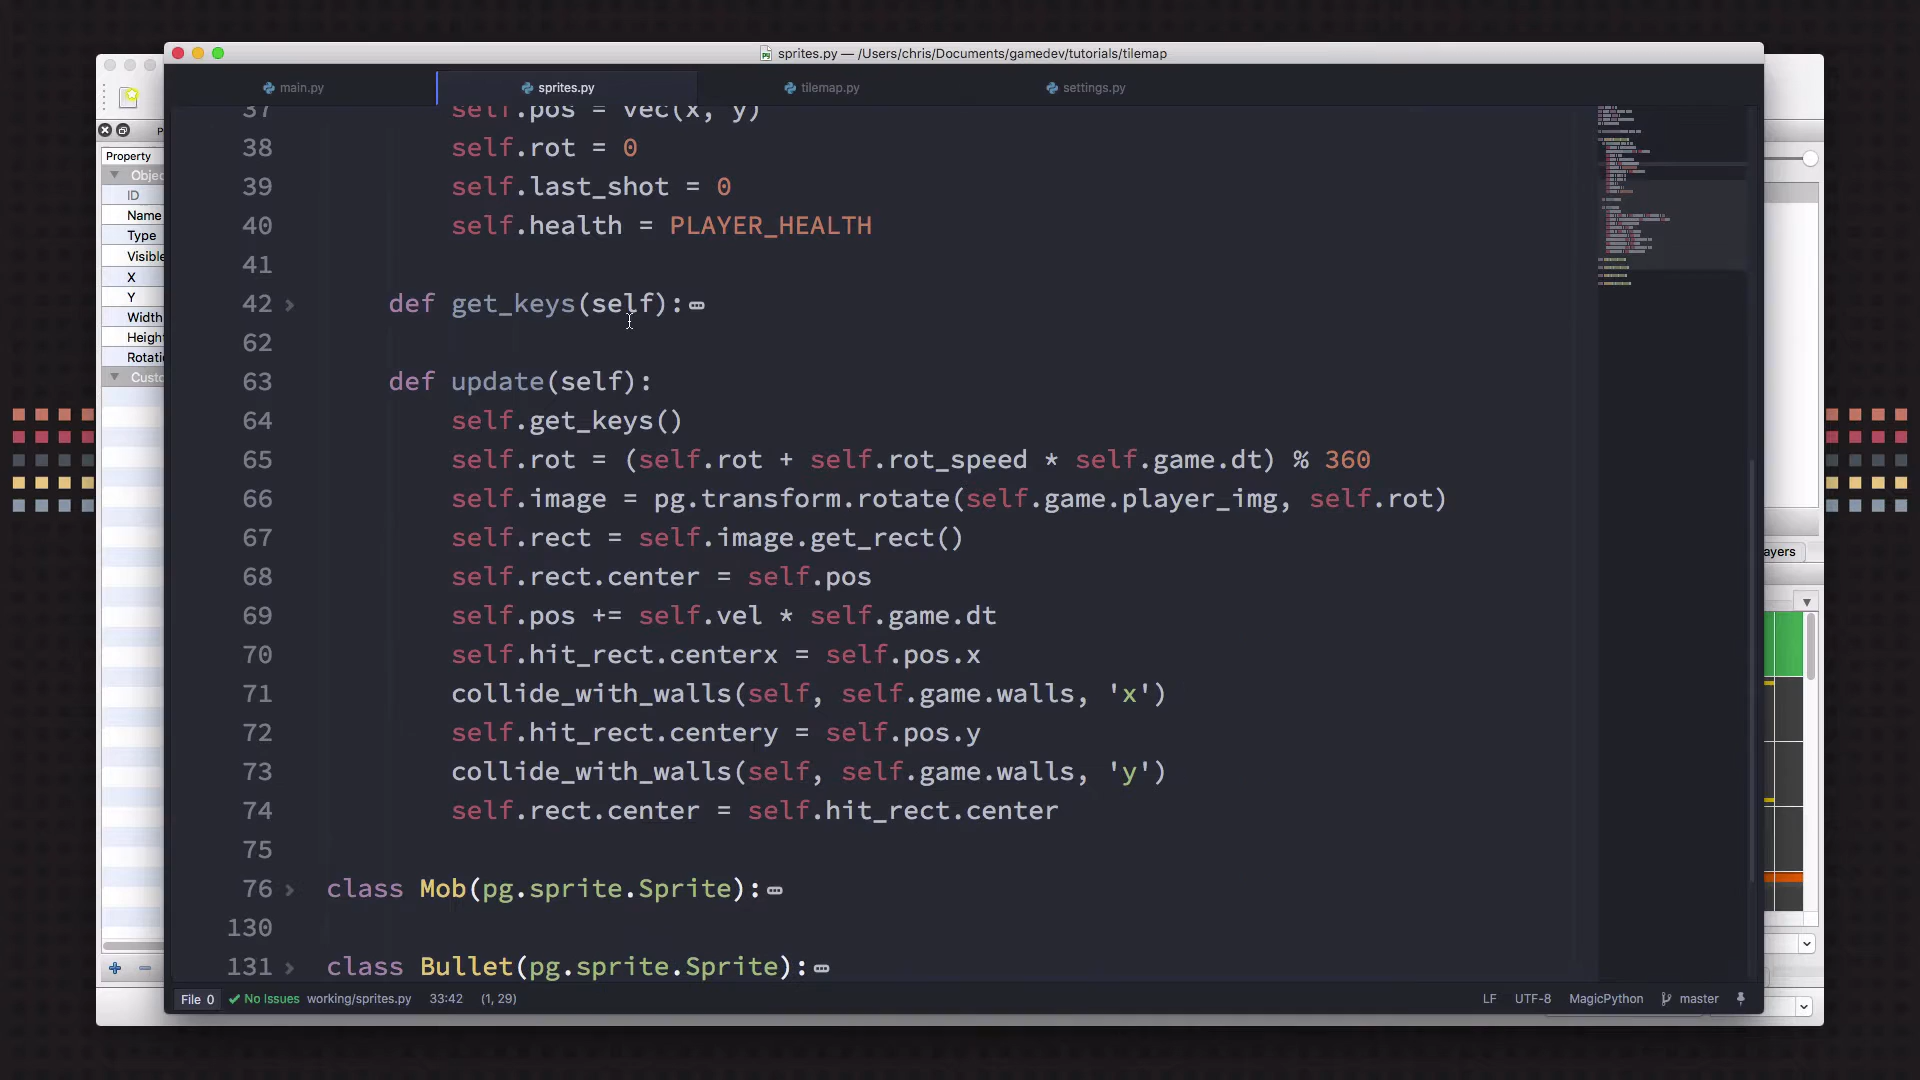 sprites.py — /Users/chris/Documents/gamedev/tutorials/tilemap
main.py
sprites.py
tilemap.py
settings.py
37 self.pos = vec(x, y)
38 self.rot = 0
39 self.last_shot = 0
40 self.health = PLAYER_HEALTH
41
42 def get_keys(self):
62
63 def update(self):
64 self.get_keys()
65 self.rot = (self.rot + self.rot_speed * self.game.dt) % 360
66 self.image = pg.transform.rotate(self.game.player_img, self.rot)
67 self.rect = self.image.get_rect()
68 self.rect.center = self.pos
69 self.pos += self.vel * self.game.dt
70 self.hit_rect.centerx = self.pos.x
71 collide_with_walls(self, self.game.walls, 'x')
72 self.hit_rect.centery = self.pos.y
73 collide_with_walls(self, self.game.walls, 'y')
74 self.rect.center = self.hit_rect.center
75
76 class Mob(pg.sprite.Sprite):
130
131 class Bullet(pg.sprite.Sprite):
File 0 No Issues working/sprites.py 33:42 (1, 29) LF UTF-8 MagicPython master
P
Property
Objec
ID
Name
Type
Visible
X
Y
Width
Height
Rotati
Custo
ayers